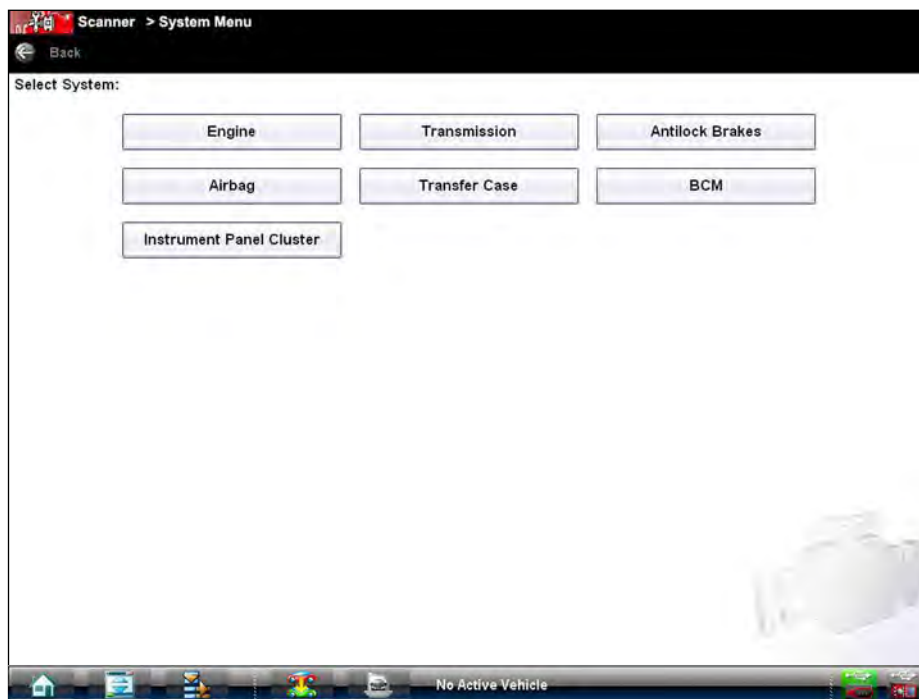 Scanner > System Menu
Back
Select System:
Engine Transmission Antilock Brakes
Airbag Transfer Case BCM
Instrument Panel Cluster
No Active Vehicle